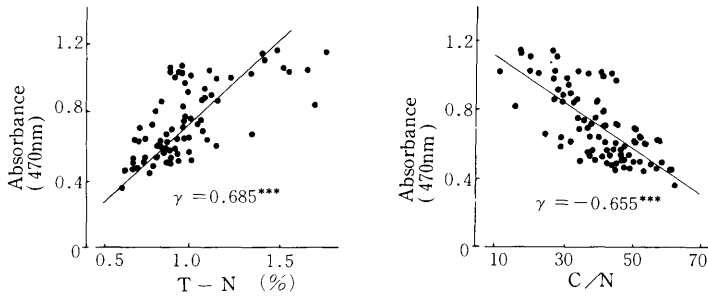 1.2
0.8
0.4
0
Absorbance
(470nm)
γ =0.685***
0.5 1.0 1.5
T-N (%)
1.2
0.8
0.4
0
Absorbance
(470nm)
γ =-0.655***
10 30 50 70
C/N